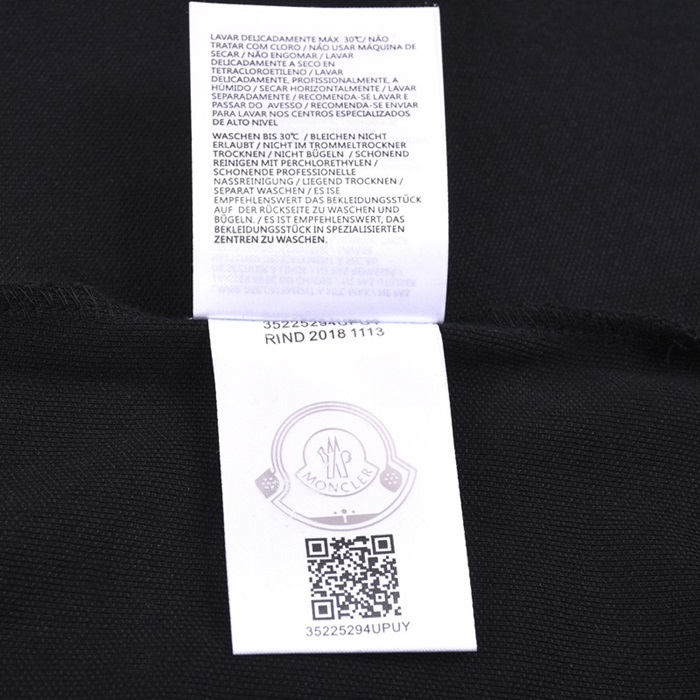 LAVAR DELICADAMENTE MÁX 30℃/ NÃO
TRATAR COM CLORO / NÃO USAR MÁQUINA DE
SECAR / NÃO ENGOMAR / LAVAR
DELICADAMENTE A SECO EN
TETRACLOROETILENO / LAVAR
DELICADAMENTE, PROFISSIONALMENTE, A
HÚMIDO / SECAR HORIZONTALMENTE / LAVAR
SEPARADAMENTE / RECOMENDA-SE LAVAR E
PASSAR DO AVESSO / RECOMENDA-SE ENVIAR
PARA LAVAR NOS CENTROS ESPECIALIZADOS
DE ALTO NIVEL
WASCHEN BIS 30℃ / BLEICHEN NICHT
ERLAUBT / NICHT IM TROMMELTROCKNER
TROCKNEN / NICHT BÜGELN / SCHONEND
REINIGEN MIT PERCHLORETHYLEN /
SCHONENDE PROFESSIONELLE
NASSREINIGUNG / LIEGEND TROCKNEN /
SEPARAT WASCHEN / ES ISE
EMPFEHLENSWERT DAS BEKLEIDUNGSSTÜCK
AUF DER RÜCKSEITE ZU WASCHEN UND
BÜGELN. / ES IST EMPFEHLENSWERT, DAS
BEKLEIDUNGSSTÜCK IN SPEZIALISIERTEN
ZENTREN ZU WASCHEN.
35225294UPUY
RIND 2018 1113
MONCLER
35225294UPUY